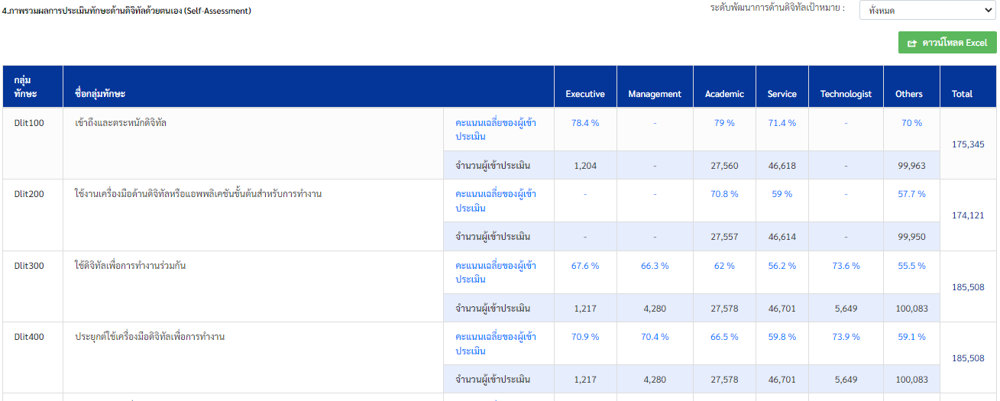 4.ภาพรวมผลการประเมินทักษะด้านดิจิทัลด้วยตนเอง (Self-Assessment)
ระดับพัฒนาการด้านดิจิทัลเป้าหมาย :
ทั้งหมด
ดาวน์โหลด Excel
กลุ่ม
ทักษะ ชื่อกลุ่มทักษะ Executive Management Academic Service Technologist Others Total
Dlit100 เข้าถึงและตระหนักดิจิทัล คะแนนเฉลี่ยของผู้เข้า 78.4 % - 79 % 71.4 % - 70 %
ประเมิน
175,345
จำนวนผู้เข้าประเมิน 1,204 - 27,560 46,618 - 99,963
Dlit200 ใช้งานเครื่องมือด้านดิจิทัลหรือแอพพลิเคชันขั้นต้นสำหรับการทำงาน คะแนนเฉลี่ยของผู้เข้า - - 70.8 % 59 % - 57.7 %
ประเมิน
174,121
จำนวนผู้เข้าประเมิน - - 27,557 46,614 - 99,950
Dlit300 ใช้ดิจิทัลเพื่อการทำงานร่วมกัน คะแนนเฉลี่ยของผู้เข้า 67.6 % 66.3 % 62 % 56.2 % 73.6 % 55.5 %
ประเมิน
185,508
จำนวนผู้เข้าประเมิน 1,217 4,280 27,578 46,701 5,649 100,083
Dlit400 ประยุกต์ใช้เครื่องมือดิจิทัลเพื่อการทำงาน คะแนนเฉลี่ยของผู้เข้า 70.9 % 70.4 % 66.5 % 59.8 % 73.9 % 59.1 %
ประเมิน
185,508
จำนวนผู้เข้าประเมิน 1,217 4,280 27,578 46,701 5,649 100,083